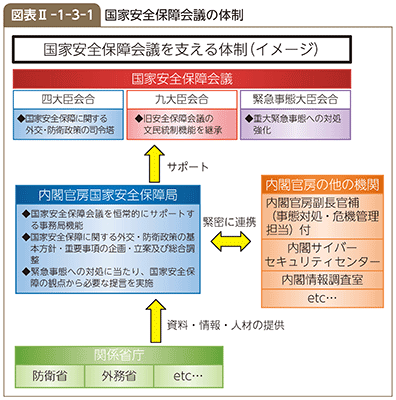 図表Ⅱ-1-3-1 国家安全保障会議の体制
国家安全保障会議を支える体制(イメージ)
国家安全保障会議
四大臣会合
◆国家安全保障に関する
外交・防衛政策の司令塔
九大臣会合
◆旧安全保障会議の
文民統制機能を継承
緊急事態大臣会合
◆重大緊急事態への対処
強化
サポート
内閣官房国家安全保障局
◆国家安全保障会議を恒常的にサポートす
る事務局機能
◆国家安全保障に関する外交・防衛政策の基
本方針・重要事項の企画・立案及び総合調
整
◆緊急事態への対処に当たり、国家安全保
障の観点から必要な提言を実施
緊密に連携
内閣官房の他の機関
内閣官房副長官補
(事態対処・危機管理
担当)付
内閣サイバー
セキュリティセンター
内閣情報調査室
etc…
資料・情報・人材の提供
関係省庁
防衛省
外務省
etc…